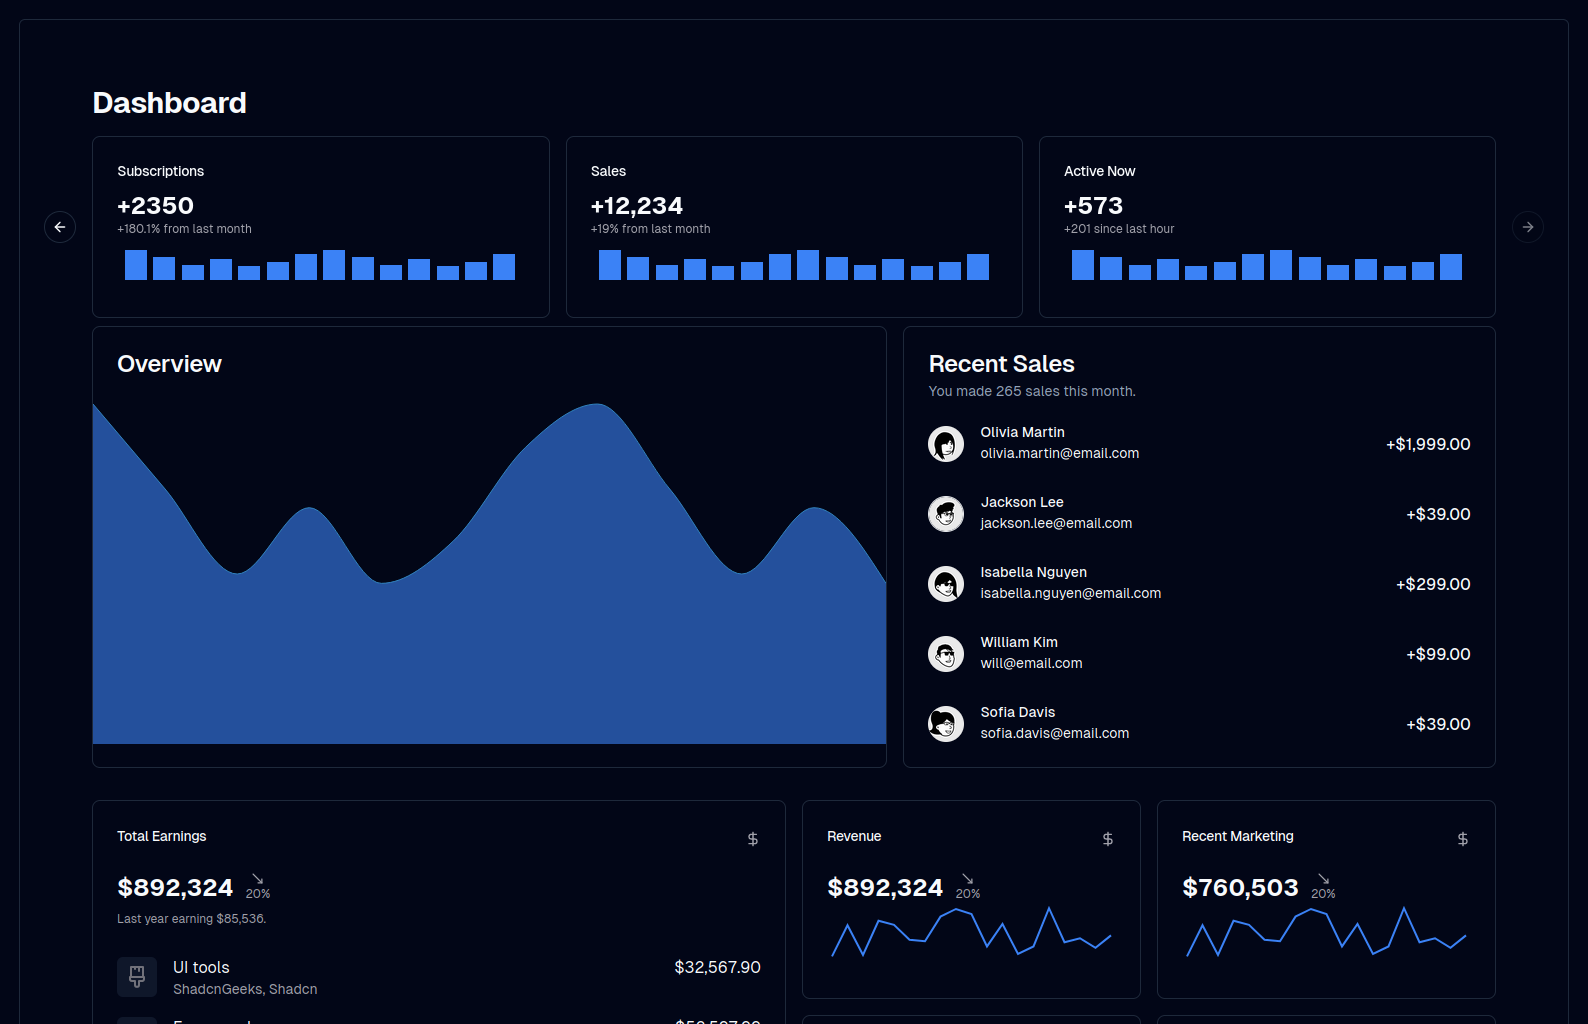 Dashboard
Subscriptions
+2350
+180.1% from last month
Sales
+12,234
+19% from last month
Active Now
+573
+201 since last hour
Overview
Recent Sales
You made 265 sales this month.
Olivia Martin
olivia.martin@email.com
+$1,999.00
Jackson Lee
jackson.lee@email.com
+$39.00
Isabella Nguyen
isabella.nguyen@email.com
+$299.00
William Kim
will@email.com
+$99.00
Sofia Davis
sofia.davis@email.com
+$39.00
Total Earnings
$
$892,324
20%
Last year earning $85,536.
UI tools
ShadcnGeeks, Shadcn
$32,567.90
Revenue
$
$892,324
20%
Recent Marketing
$
$760,503
20%